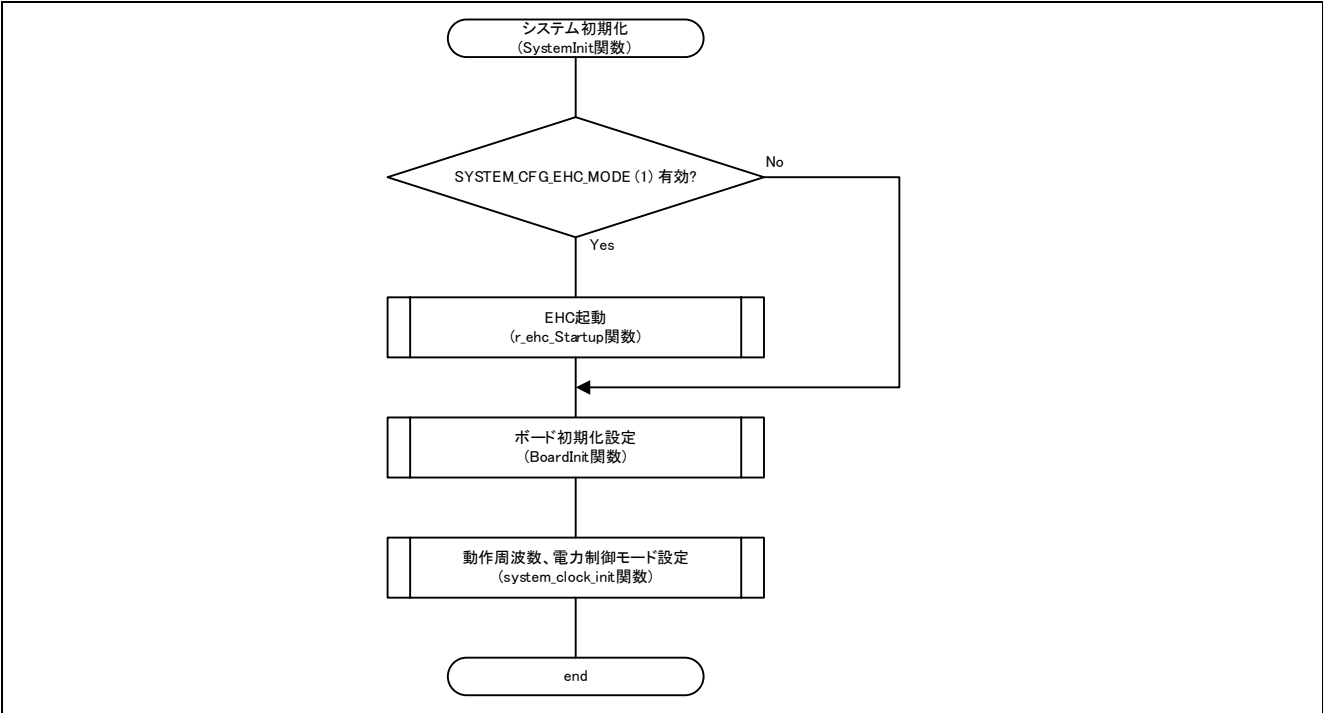 システム初期化
(SystemInit関数)
SYSTEM_CFG_EHC_MODE (1) 有効?
No
Yes
EHC起動
(r_ehc_Startup関数)
ボード初期化設定
(BoardInit関数)
動作周波数、電力制御モード設定
(system_clock_init関数)
end